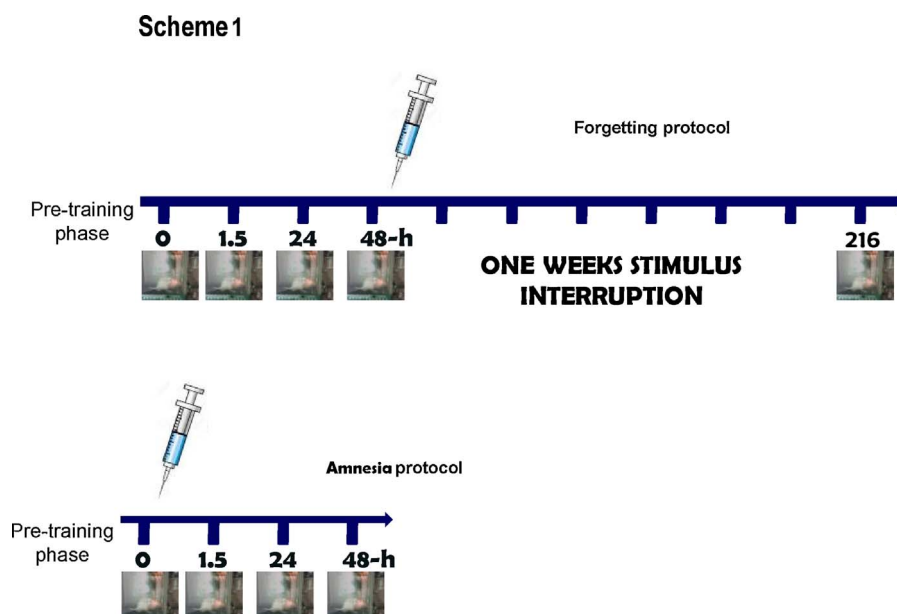 Scheme 1
Forgetting protocol
Pre-training
phase
0 1.5 24 48-h 216
ONE WEEKS STIMULUS
INTERRUPTION
Amnesia protocol
Pre-training
phase
0 1.5 24 48-h